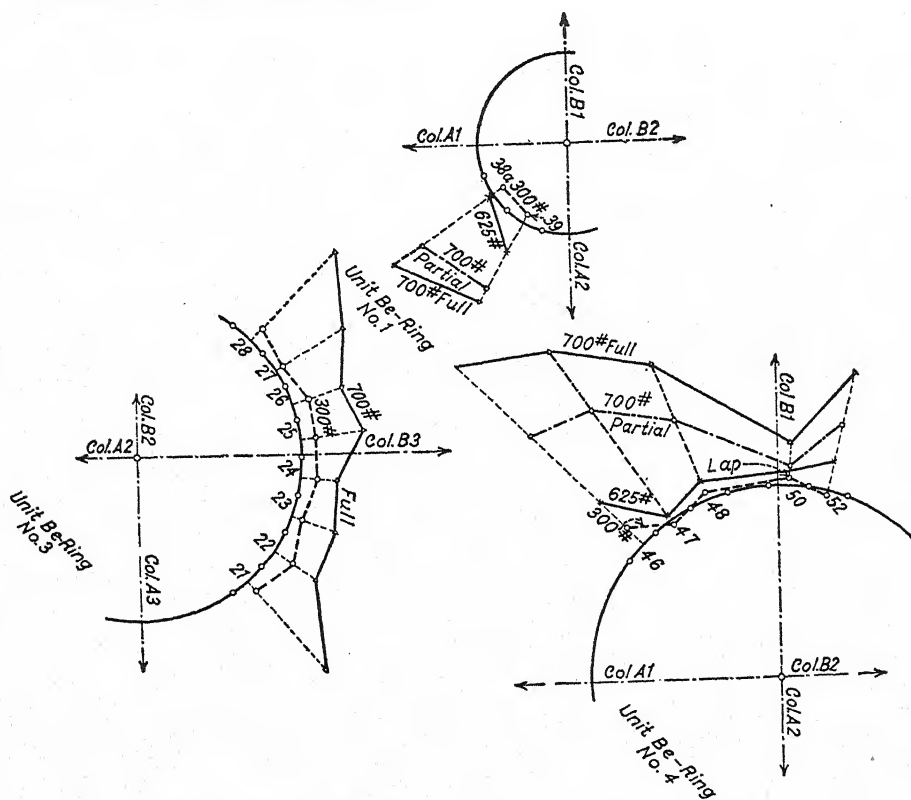 Col.B1
Col.A1
Col.B2
38a
300#
39
625#
Col.A2
700#
Partial
700#Full
Unit Be-Ring
No.1
28
27
26
25
24
23
22
21
300#
700#
Full
Col.B2
Col.A2
Col.B3
Col.A3
Unit Be-Ring
No.3
700#Full
Col.B1
700#
Partial
Lap
625#
300#
46
47
48
50
52
Col A1
Col.B2
Col.A2
Unit Be-Ring
No. 4